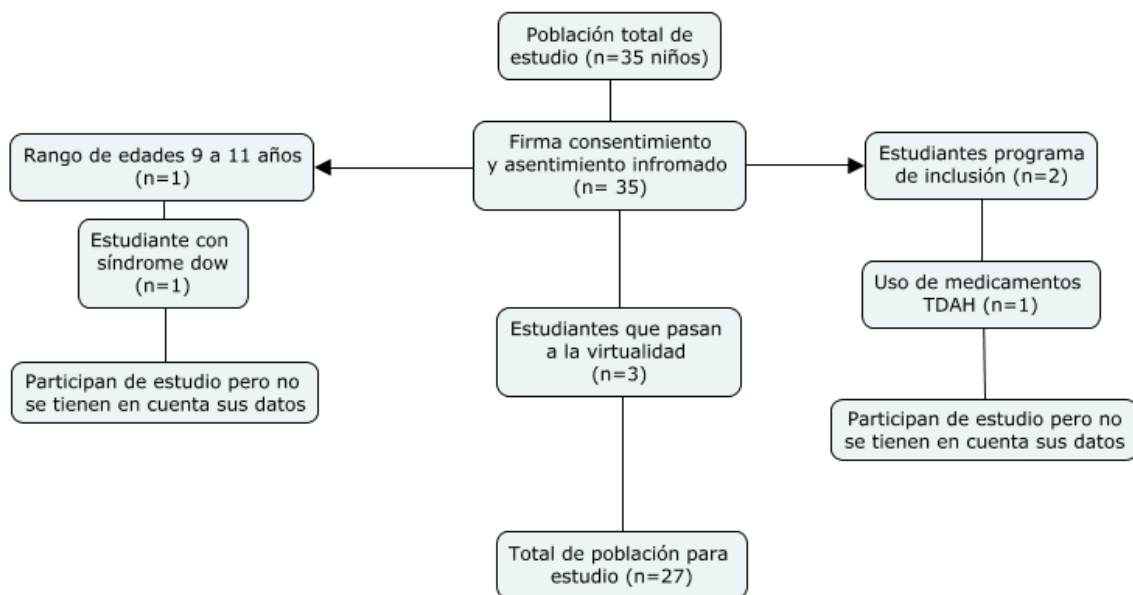 Población total de
estudio (n=35 niños)
Firma consentimiento
y asentimiento infromado
(n= 35)
Rango de edades 9 a 11 años
(n=1)
Estudiante con
síndrome dow
(n=1)
Participan de estudio pero no
se tienen en cuenta sus datos
Estudiantes que pasan
a la virtualidad
(n=3)
Total de población para
estudio (n=27)
Estudiantes programa
de inclusión (n=2)
Uso de medicamentos
TDAH (n=1)
Participan de estudio pero no
se tienen en cuenta sus datos